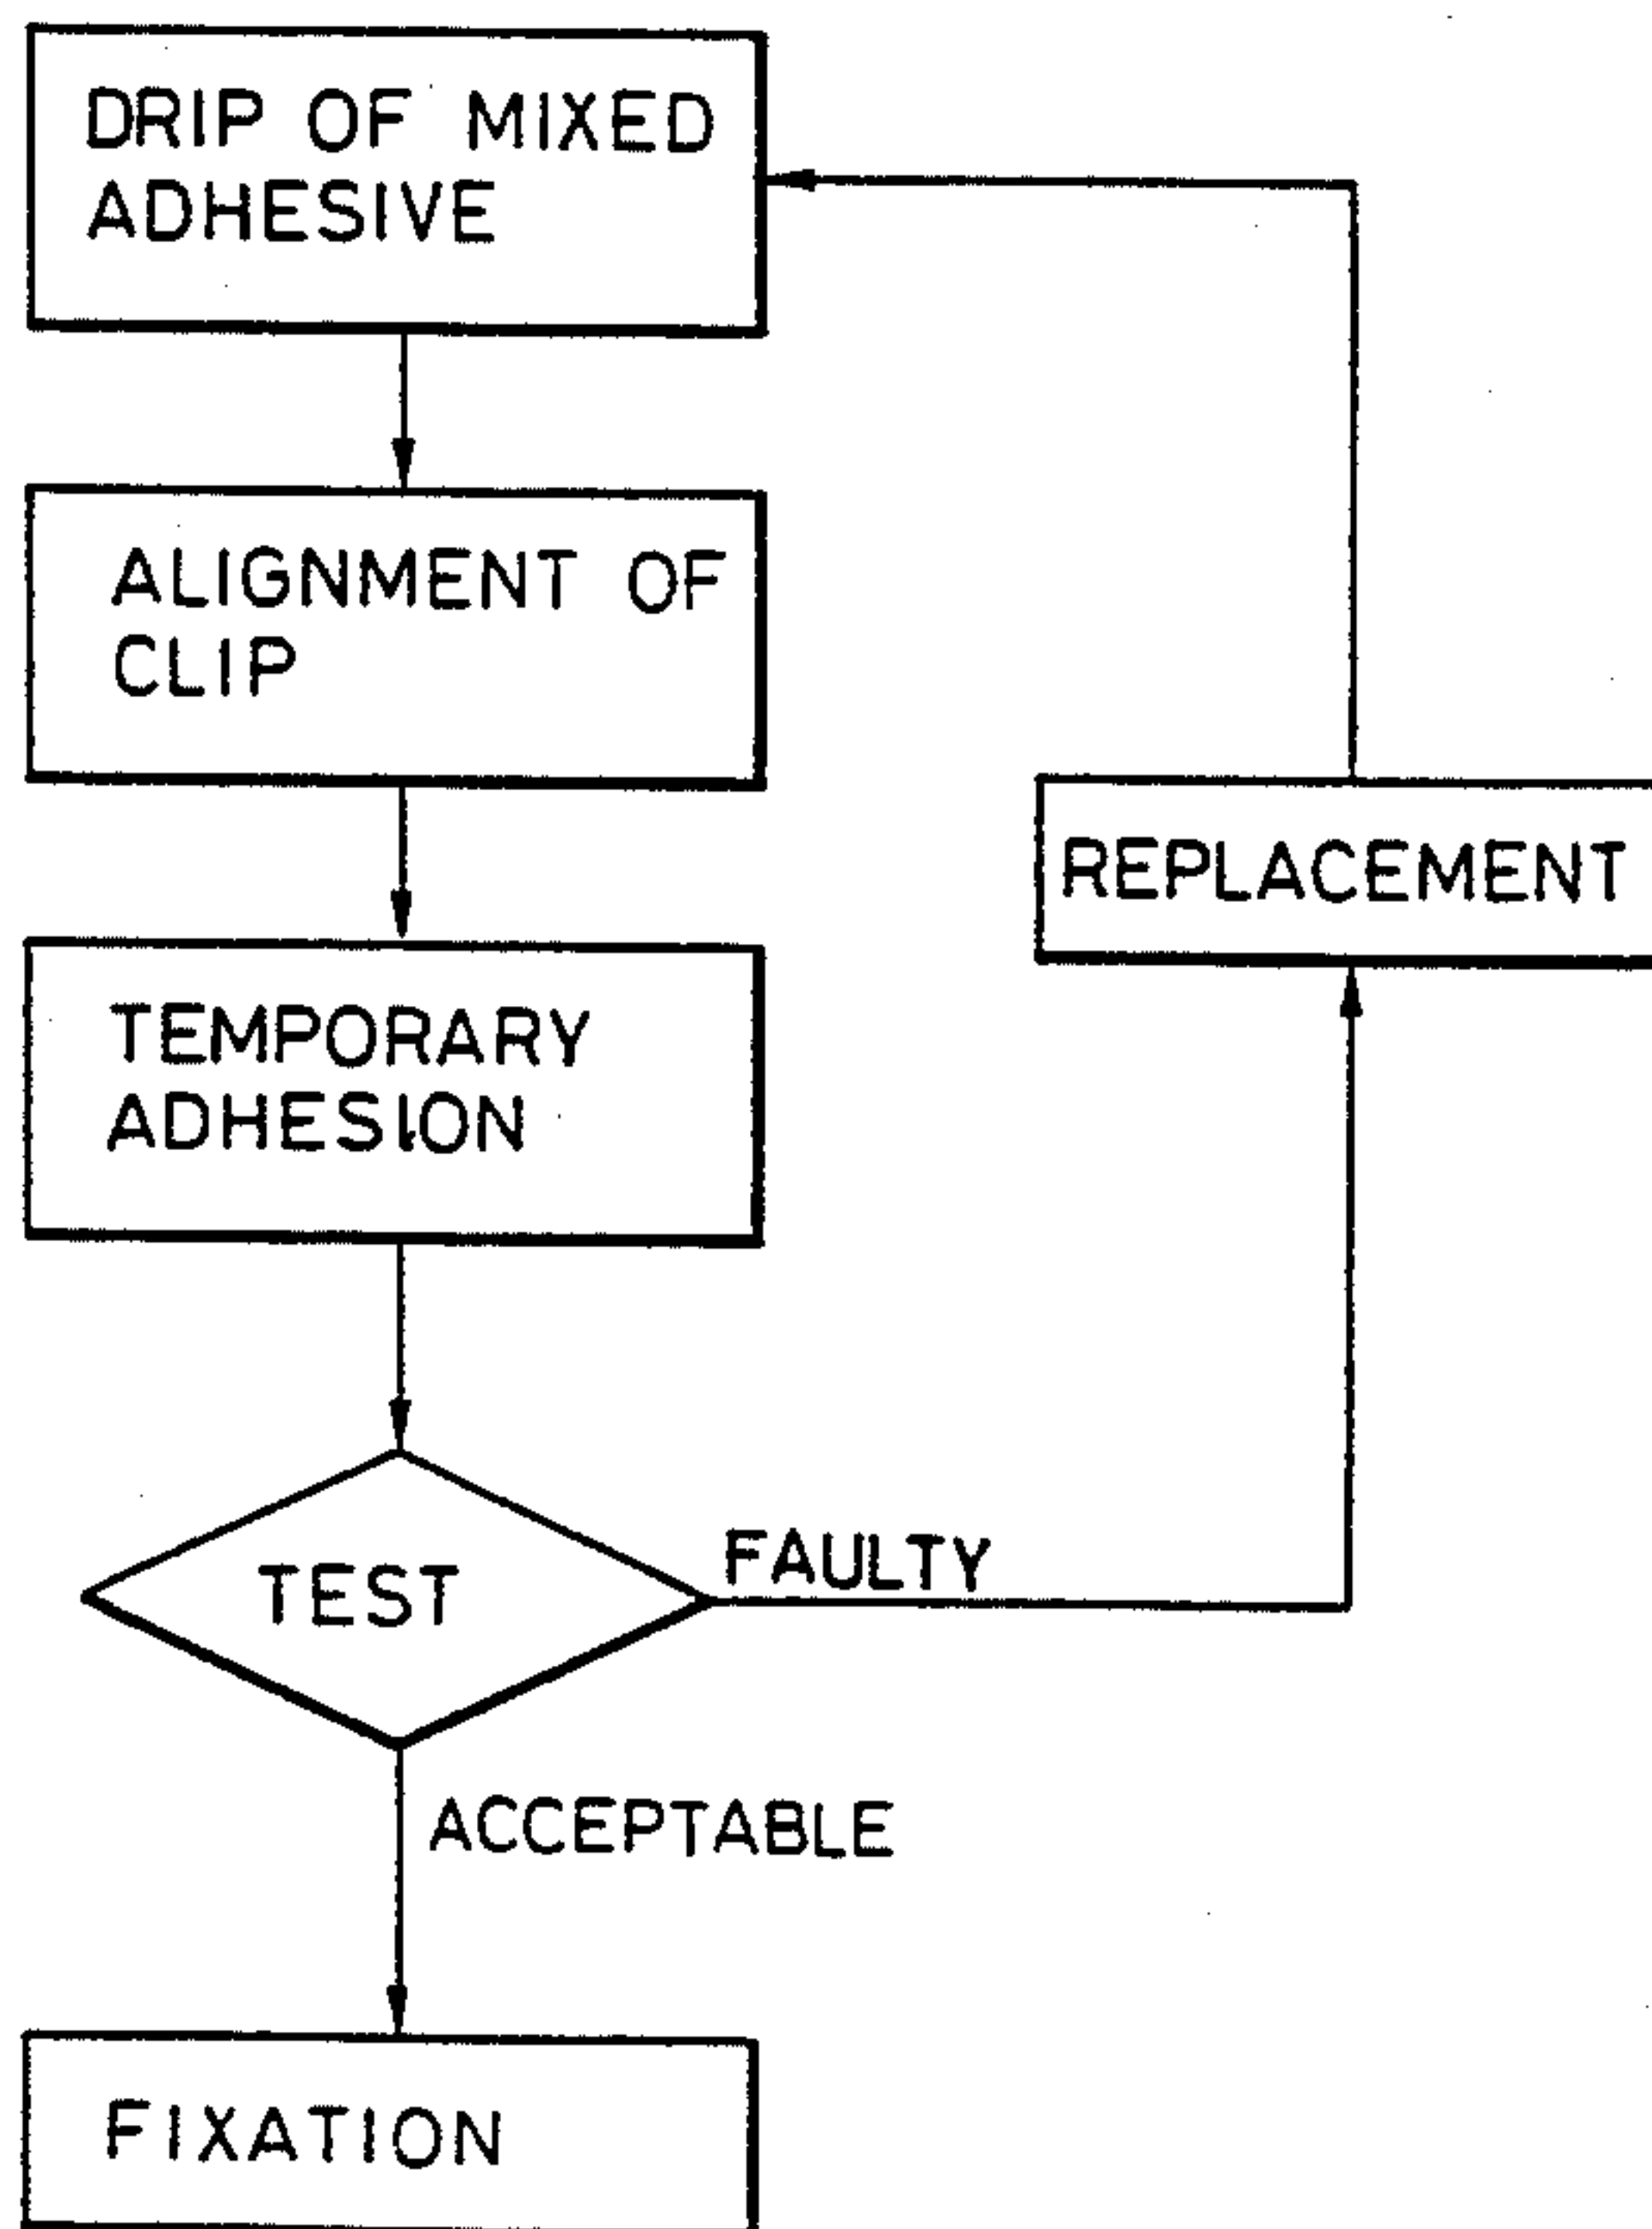 DRIP OF MIXED
ADHESIVE
ALIGNMENT OF
CLIP
REPLACEMENT
TEMPORARY
ADHESION
TEST
FAULTY
ACCEPTABLE
FIXATION